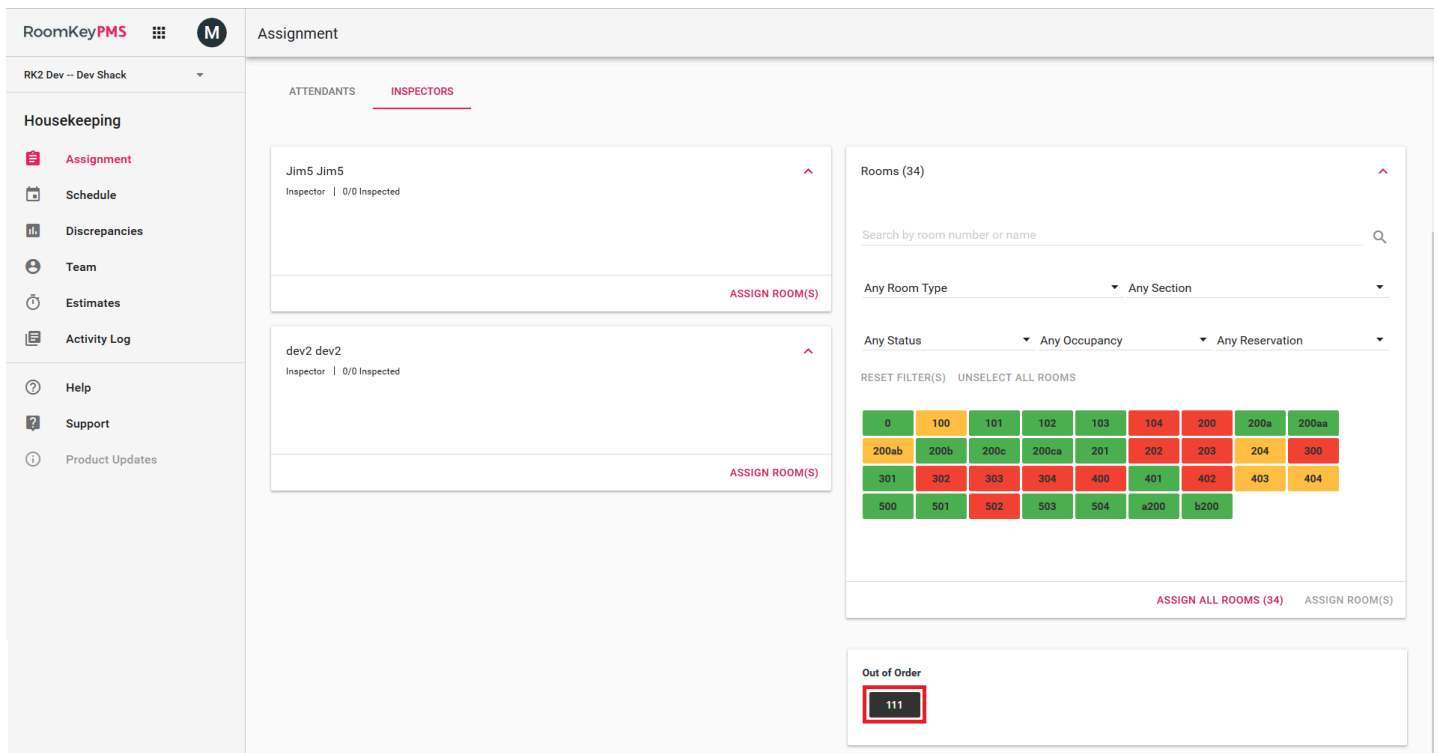 RoomKeyPMS M Assignment
RK2 Dev -- Dev Shack
ATTENDANTS INSPECTORS
Housekeeping
Assignment
Schedule
Discrepancies
Team
Estimates
Activity Log
Help
Support
Product Updates
Jim5 Jim5
Inspector | 0/0 Inspected
ASSIGN ROOM(S)
dev2 dev2
Inspector | 0/0 Inspected
ASSIGN ROOM(S)
Rooms (34)
Search by room number or name
Any Room Type Any Section
Any Status Any Occupancy Any Reservation
RESET FILTER(S) UNSELECT ALL ROOMS
0 100 101 102 103 104 200 200a 200aa
200ab 200b 200c 200ca 201 202 203 204 300
301 302 303 304 400 401 402 403 404
500 501 502 503 504 a200 b200
ASSIGN ALL ROOMS (34) ASSIGN ROOM(S)
Out of Order
111